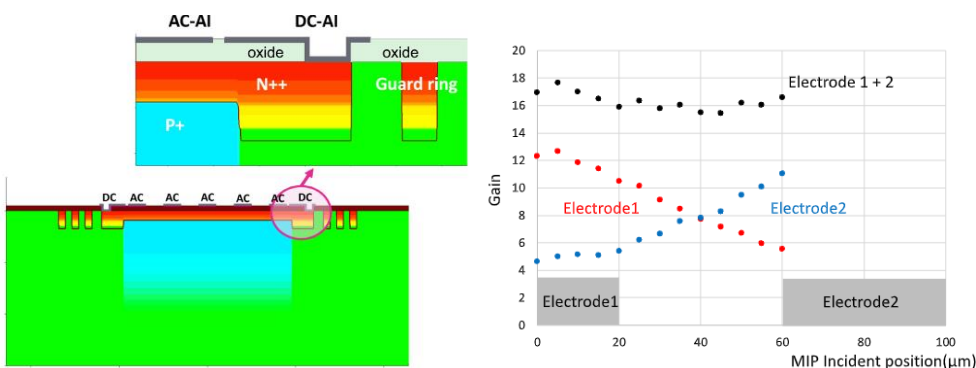 AC-Al DC-Al
oxide oxide
N++ Guard ring
P+
DC AC AC AC AC AC DC
20
18
16
14
12
10
8
6
4
2
0
Gain
Electrode 1 + 2
Electrode1
Electrode2
Electrode1 Electrode2
0 20 40 60 80 100
MIP Incident position(μm)